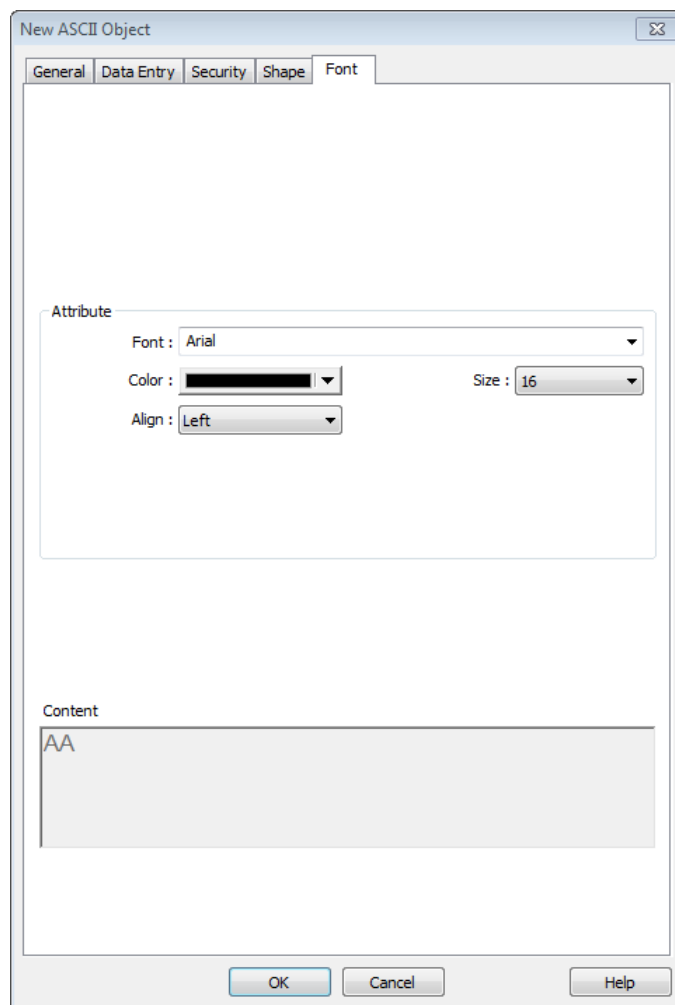 New ASCII Object
General Data Entry Security Shape Font
Attribute
Font : Arial
Color : Size : 16
Align : Left
Content
AA
OK Cancel Help